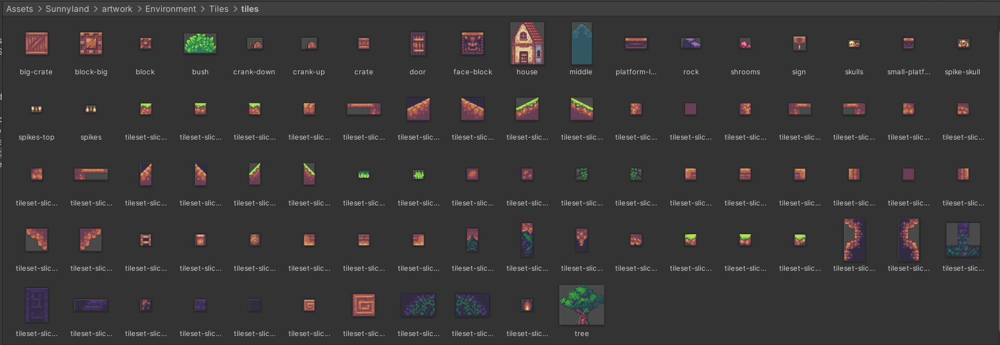 Assets > Sunnyland > artwork > Environment > Tiles > tiles
big-crate block-big block bush crank-down crank-up crate door face-block house middle platform-l... rock shrooms sign skulls small-platf... spike-skull
spikes-top spikes tileset-slic... tileset-slic... tileset-slic... tileset-slic... tileset-slic... tileset-slic... tileset-slic... tileset-slic... tileset-slic... tileset-slic... tileset-slic... tileset-slic... tileset-slic... tileset-slic... tileset-slic... tileset-slic...
tileset-slic... tileset-slic... tileset-slic... tileset-slic... tileset-slic... tileset-slic... tileset-slic... tileset-slic... tileset-slic... tileset-slic... tileset-slic... tileset-slic... tileset-slic... tileset-slic... tileset-slic... tileset-slic... tileset-slic... tileset-slic...
tileset-slic... tileset-slic... tileset-slic... tileset-slic... tileset-slic... tileset-slic... tileset-slic... tileset-slic... tileset-slic... tileset-slic... tileset-slic... tileset-slic... tileset-slic... tileset-slic... tileset-slic... tileset-slic... tileset-slic... tileset-slic...
tileset-slic... tileset-slic... tileset-slic... tileset-slic... tileset-slic... tileset-slic... tileset-slic... tileset-slic... tileset-slic... tileset-slic... tree